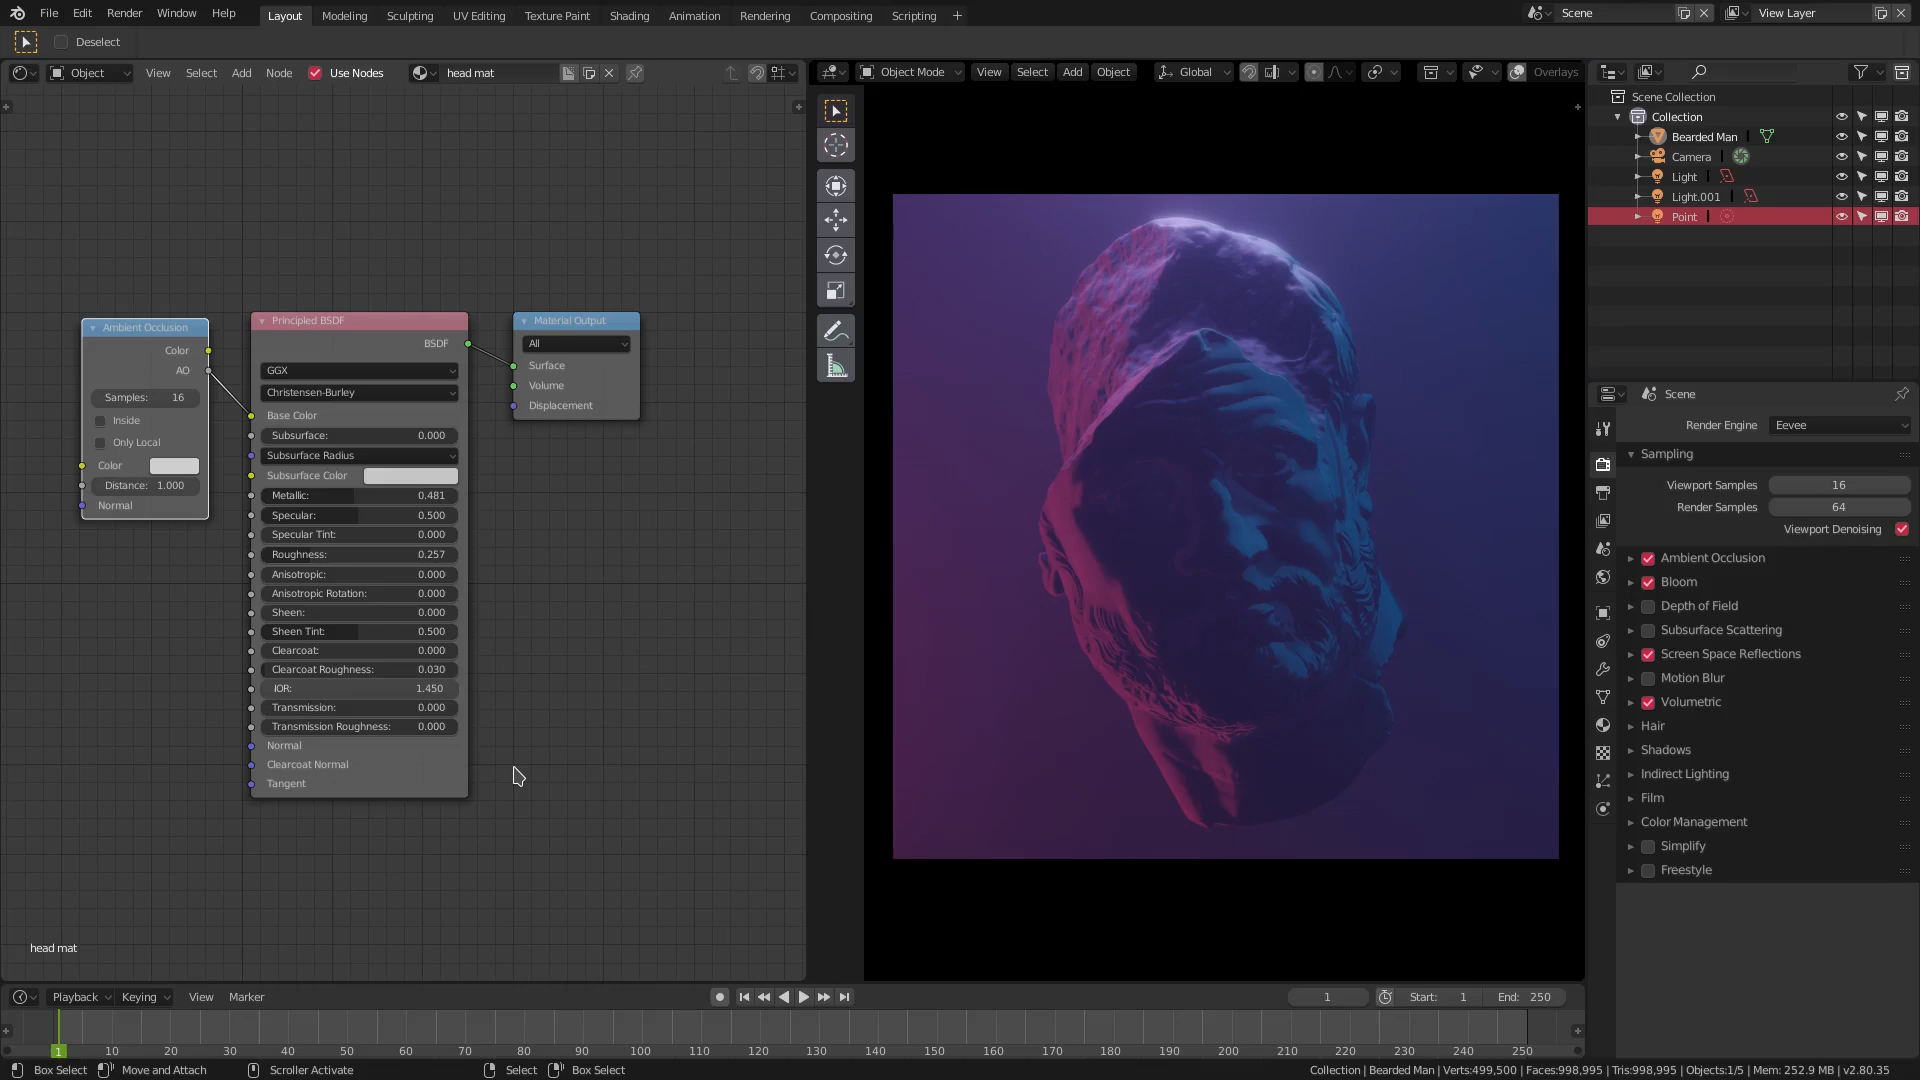 File Edit Render Window Help Layout Modeling Sculpting UV Editing Texture Paint Shading Animation Rendering Compositing Scripting + Scene View Layer
Deselect
Object View Select Add Node Use Nodes head mat
Object Mode View Select Add Object Global Overlays
Ambient Occlusion
Color
AO
Samples: 16
Inside
Only Local
Color
Distance: 1.000
Normal
Principled BSDF
BSDF
GGX
Christensen-Burley
Base Color
Subsurface: 0.000
Subsurface Radius
Subsurface Color
Metallic: 0.481
Specular: 0.500
Specular Tint: 0.000
Roughness: 0.257
Anisotropic: 0.000
Anisotropic Rotation: 0.000
Sheen: 0.000
Sheen Tint: 0.500
Clearcoat: 0.000
Clearcoat Roughness: 0.030
IOR: 1.450
Transmission: 0.000
Transmission Roughness: 0.000
Normal
Clearcoat Normal
Tangent
Material Output
All
Surface
Volume
Displacement
head mat
Scene Collection
Collection
Bearded Man
Camera
Light
Light.001
Point
Scene
Render Engine Eevee
Sampling
Viewport Samples 16
Render Samples 64
Viewport Denoising
Ambient Occlusion
Bloom
Depth of Field
Subsurface Scattering
Screen Space Reflections
Motion Blur
Volumetric
Hair
Shadows
Indirect Lighting
Film
Color Management
Simplify
Freestyle
Playback Keying View Marker 1 Start: 1 End: 250
1 10 20 30 40 50 60 70 80 90 100 110 120 130 140 150 160 170 180 190 200 210 220 230 240 250
Box Select Move and Attach Scroller Activate Select Box Select Collection | Bearded Man | Verts:499,500 | Faces:998,995 | Tris:998,995 | Objects:1/5 | Mem: 252.9 MB | v2.80.35